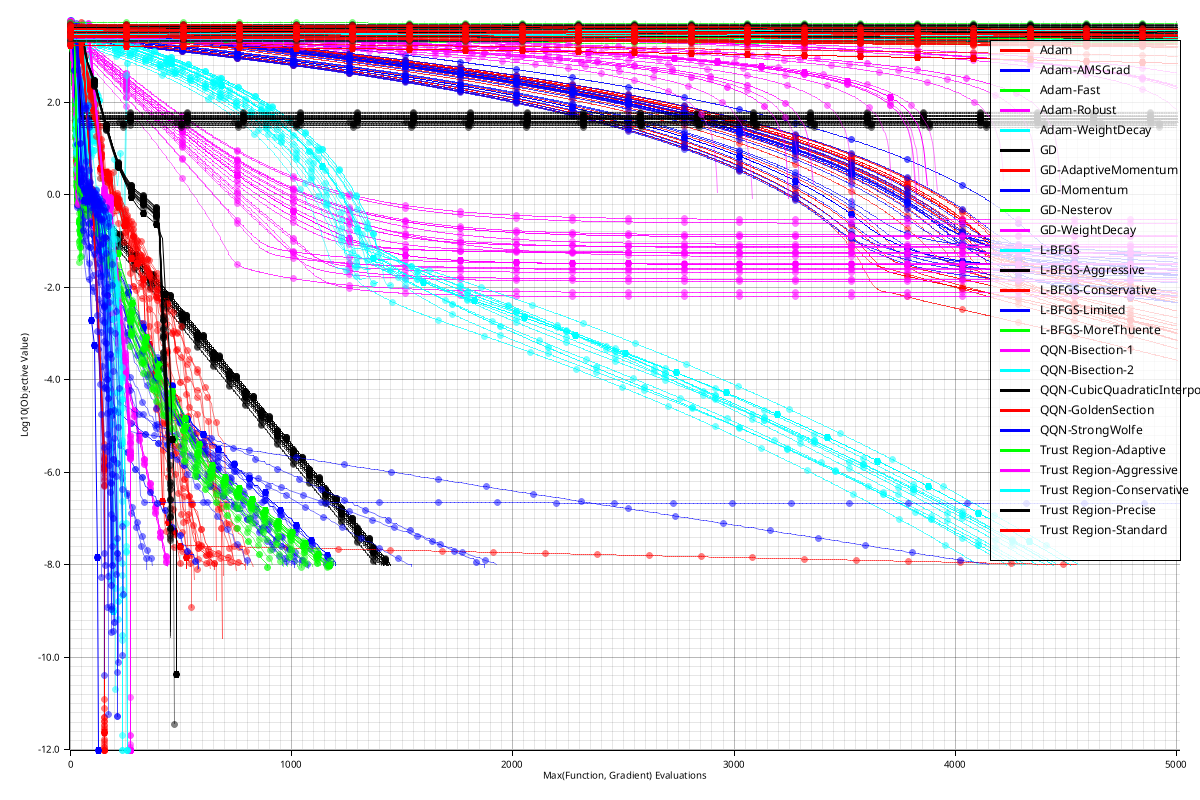 2.0
0.0
-2.0
-4.0
-6.0
-8.0
-10.0
-12.0
Log10(Objective Value)
0
1000
2000
3000
4000
5000
Max(Function, Gradient) Evaluations
Adam
Adam-AMSGrad
Adam-Fast
Adam-Robust
Adam-WeightDecay
GD
GD-AdaptiveMomentum
GD-Momentum
GD-Nesterov
GD-WeightDecay
L-BFGS
L-BFGS-Aggressive
L-BFGS-Conservative
L-BFGS-Limited
L-BFGS-MoreThuente
QQN-Bisection-1
QQN-Bisection-2
QQN-CubicQuadraticInterpo
QQN-GoldenSection
QQN-StrongWolfe
Trust Region-Adaptive
Trust Region-Aggressive
Trust Region-Conservative
Trust Region-Precise
Trust Region-Standard